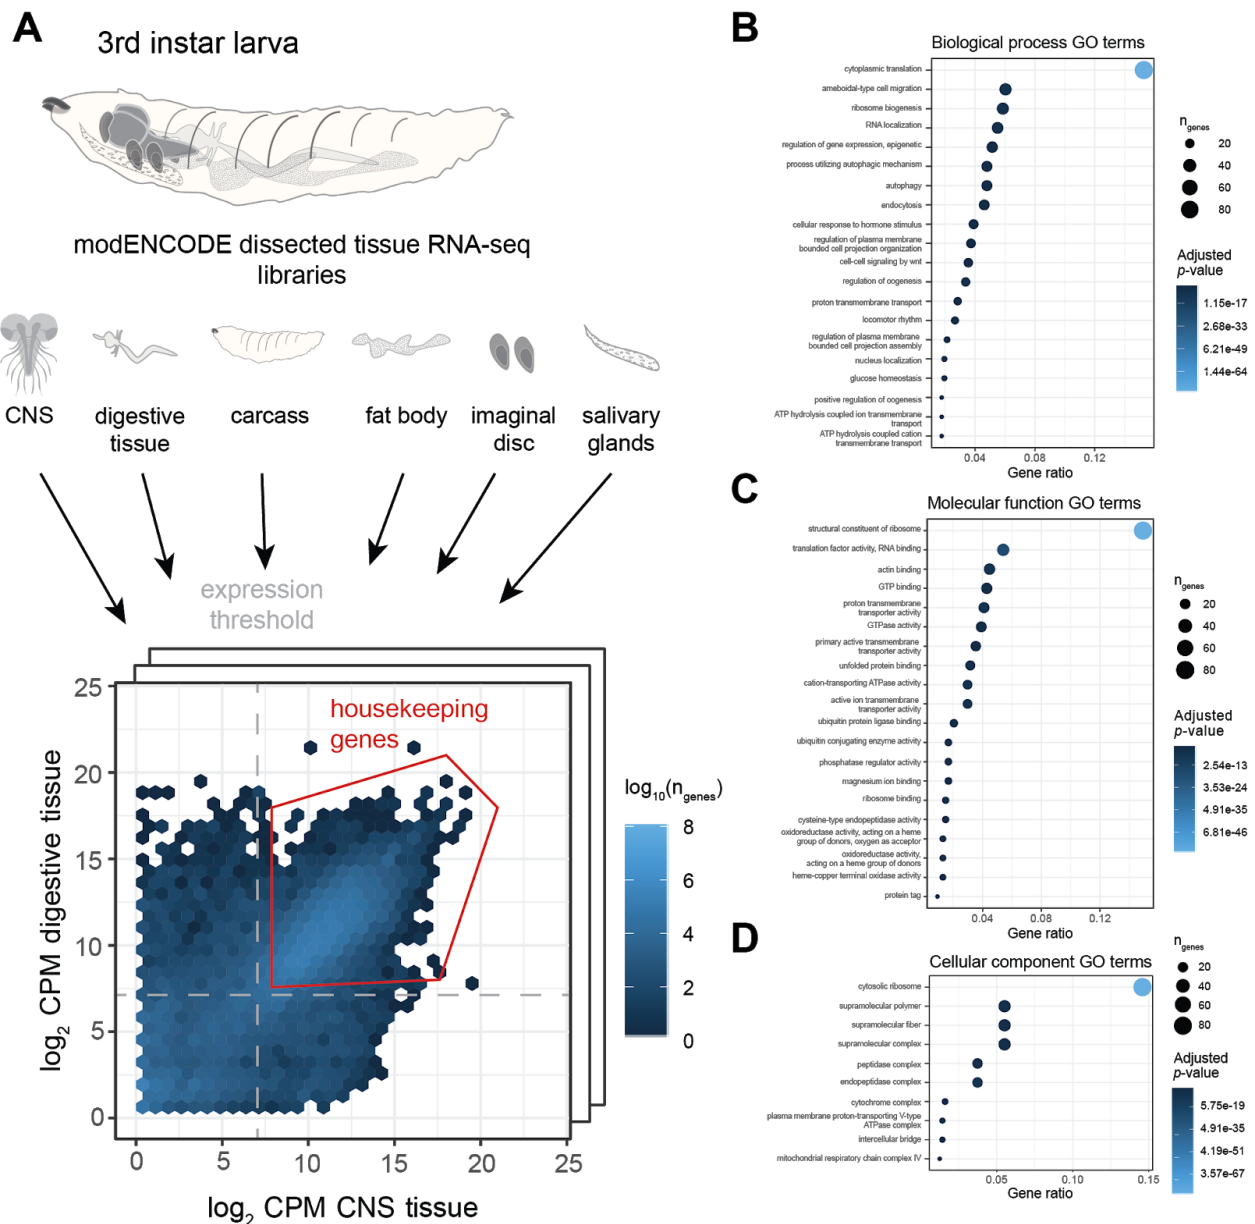 A
3rd instar larva
modENCODE dissected tissue RNA-seq
libraries
CNS
digestive
tissue
carcass
fat body
imaginal
disc
salivary
glands
expression
threshold
housekeeping
genes
25
20
15
10
5
0
log2 CPM digestive tissue
0
5
10
15
20
25
log2 CPM CNS tissue
log10(ngenes)
8
6
4
2
0
B
Biological process GO terms
cytoplasmic translation
ameboidal-type cell migration
ribosome biogenesis
RNA localization
regulation of gene expression, epigenetic
process utilizing autophagic mechanism
autophagy
endocytosis
cellular response to hormone stimulus
regulation of plasma membrane
bounded cell projection organization
cell-cell signaling by wnt
regulation of oogenesis
proton transmembrane transport
locomotor rhythm
regulation of plasma membrane
bounded cell projection assembly
nucleus localization
glucose homeostasis
positive regulation of oogenesis
ATP hydrolysis coupled ion transmembrane
transport
ATP hydrolysis coupled cation
transmembrane transport
0.04
0.08
0.12
Gene ratio
ngenes
20
40
60
80
Adjusted
p-value
1.15e-17
2.68e-33
6.21e-49
1.44e-64
C
Molecular function GO terms
structural constituent of ribosome
translation factor activity, RNA binding
actin binding
GTP binding
proton transmembrane
transporter activity
GTPase activity
primary active transmembrane
transporter activity
unfolded protein binding
cation-transporting ATPase activity
active ion transmembrane
transporter activity
ubiquitin protein ligase binding
ubiquitin conjugating enzyme activity
phosphatase regulator activity
magnesium ion binding
ribosome binding
cysteine-type endopeptidase activity
oxidoreductase activity, acting on a heme
group of donors, oxygen as acceptor
oxidoreductase activity,
acting on a heme group of donors
heme-copper terminal oxidase activity
protein tag
0.04
0.08
0.12
Gene ratio
ngenes
20
40
60
80
Adjusted
p-value
2.54e-13
3.53e-24
4.91e-35
6.81e-46
D
Cellular component GO terms
cytosolic ribosome
supramolecular polymer
supramolecular fiber
supramolecular complex
peptidase complex
endopeptidase complex
cytochrome complex
plasma membrane proton-transporting V-type
ATPase complex
intercellular bridge
mitochondrial respiratory chain complex IV
0.05
0.10
0.15
Gene ratio
ngenes
20
40
60
80
Adjusted
p-value
5.75e-19
4.91e-35
4.19e-51
3.57e-67